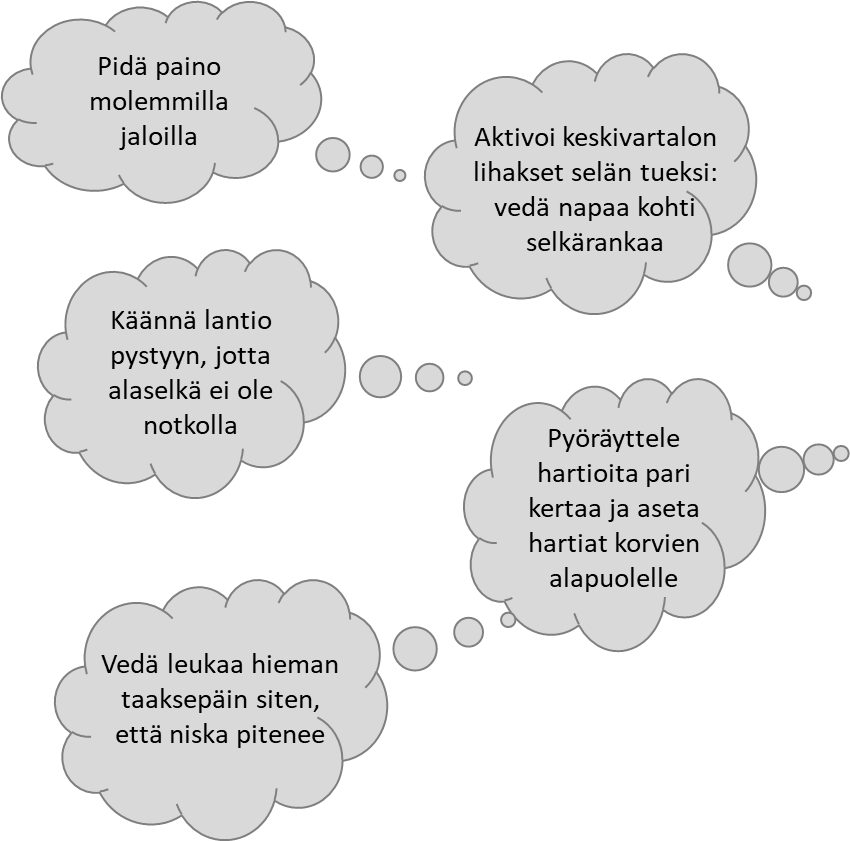 Pidä paino
molemmilla
jaloilla
Aktivoi keskivartalon
lihakset selän tueksi:
vedä napaa kohti
selkärankaa
Käännä lantio
pystyyn, jotta
alaselkä ei ole
notkolla
Pyöräyttele
hartioita pari
kertaa ja aseta
hartiat korvien
alapuolelle
Vedä leukaa hieman
taaksepäin siten,
että niska pitenee